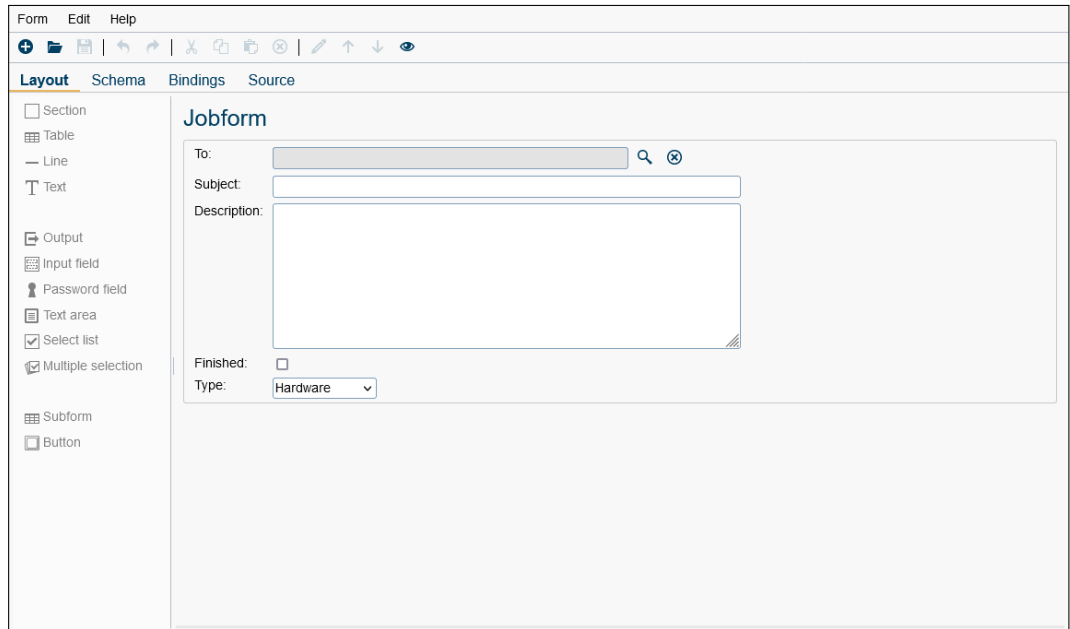 Form Edit Help
Layout Schema Bindings Source
Section
Table
Line
Text
Output
Input field
Password field
Text area
Select list
Multiple selection
Subform
Button
Jobform
To:
Subject:
Description:
Finished:
Type: Hardware